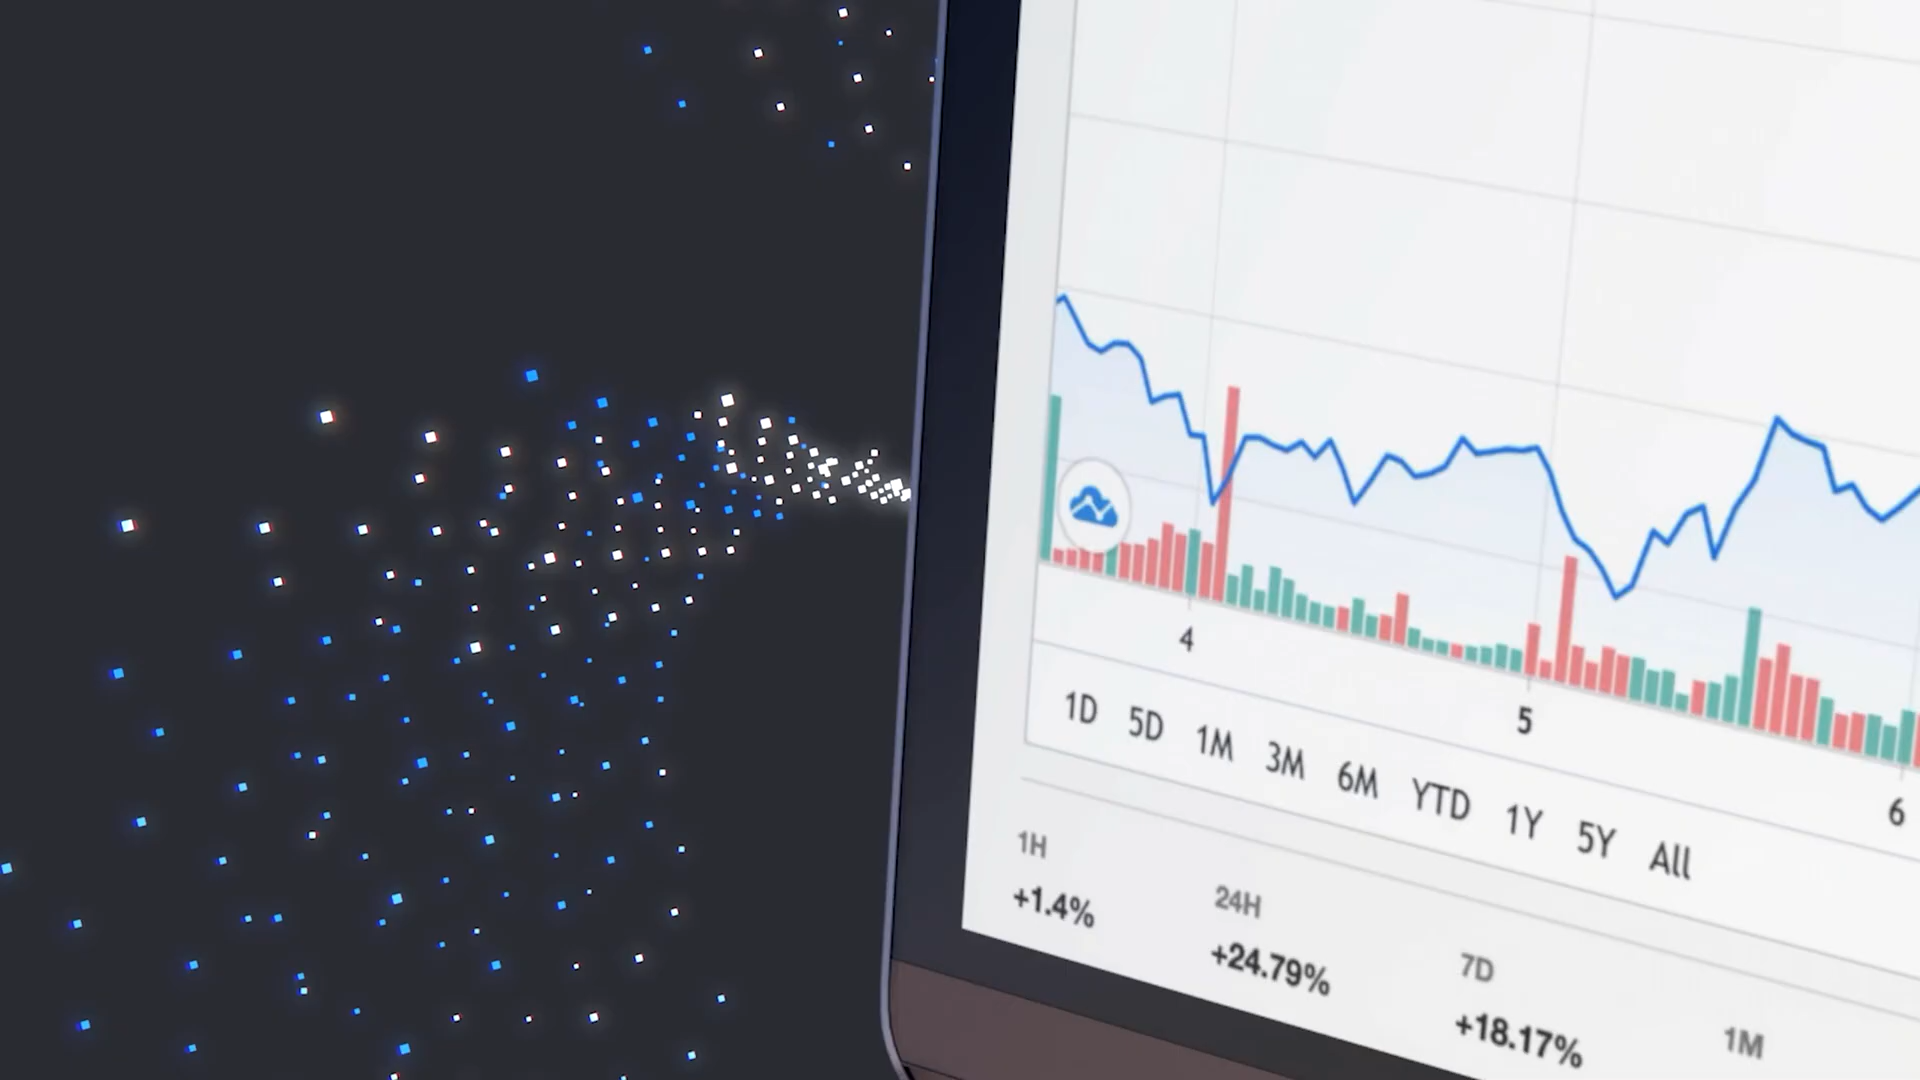 4 5 6
1D 5D 1M 3M 6M YTD 1Y 5Y All
1H 24H 7D 1M
+1.4% +24.79% +18.17%